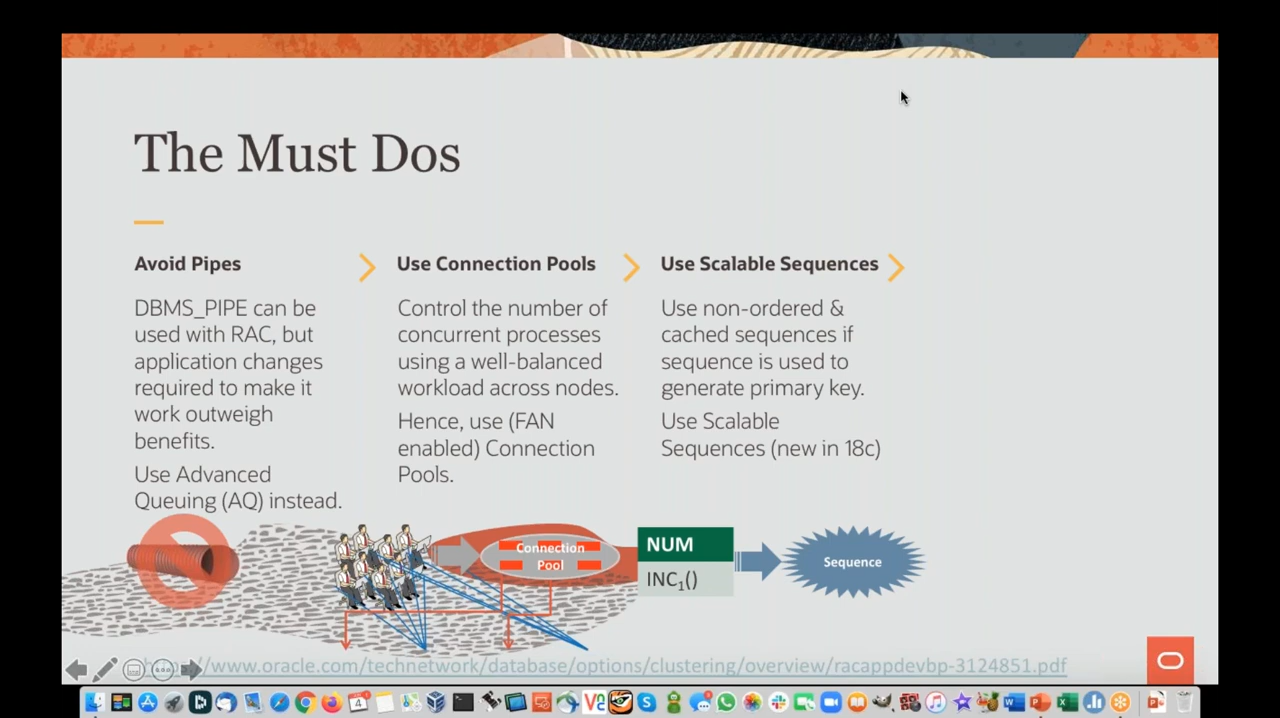 The Must Dos
Avoid Pipes
DBMS_PIPE can be
used with RAC, but
application changes
required to make it
work outweigh
benefits.
Use Advanced
Queuing (AQ) instead.
Use Connection Pools
Control the number of
concurrent processes
using a well-balanced
workload across nodes.
Hence, use (FAN
enabled) Connection
Pools.
Use Scalable Sequences
Use non-ordered &
cached sequences if
sequence is used to
generate primary key.
Use Scalable
Sequences (new in 18c)
Connection
Pool
NUM
INC1()
Sequence
/www.oracle.com/technetwork/database/options/clustering/overview/racappdevbp-3124851.pdf